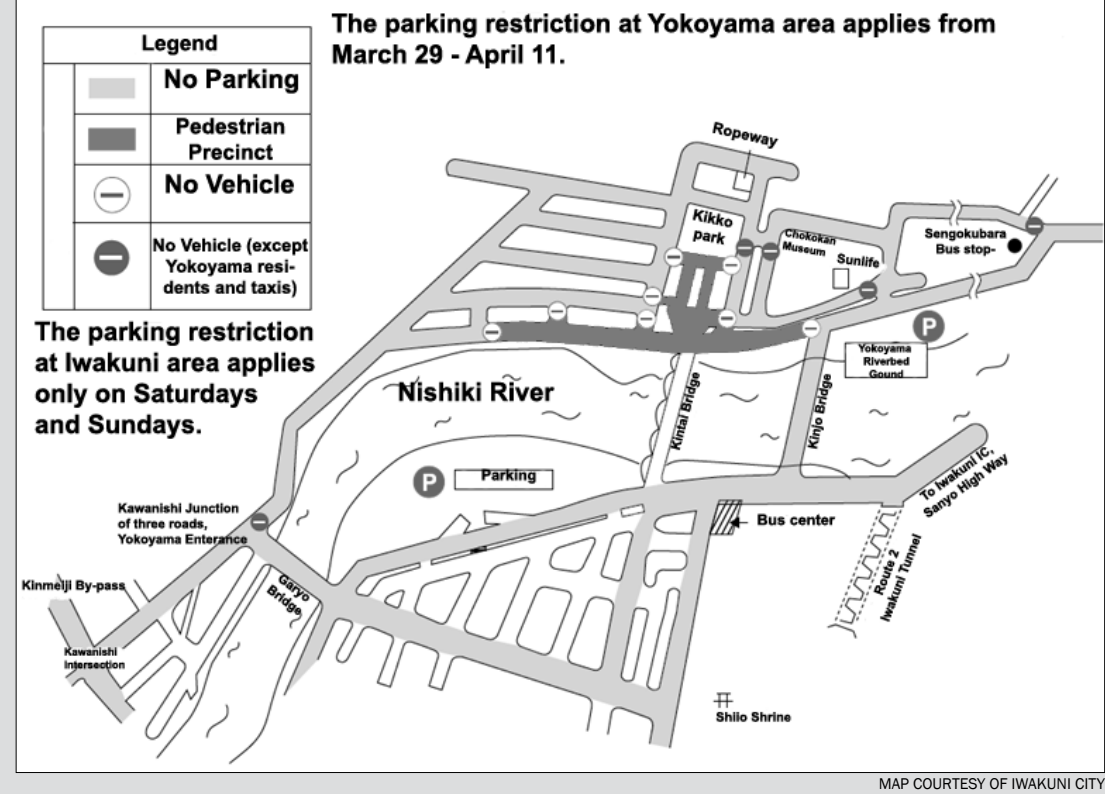 The parking restriction at Yokoyama area applies from
March 29 - April 11.
Legend
No Parking
Pedestrian
Precinct
No Vehicle
No Vehicle (except
Yokoyama resi-
dents and taxis)
The parking restriction
at Iwakuni area applies
only on Saturdays
and Sundays.
Ropeway
Kikko
park
Chokokan
Museum
Sunlife
Sengokubara
Bus stop-
P
Yokoyama
Riverbed
Gound
Nishiki River
Kintai Bridge
Kinjo Bridge
P
Parking
To Iwakuni IC,
Sanyo High Way
Bus center
Route 2
Iwakuni Tunnel
Kawanishi Junction
of three roads,
Yokoyama Enterance
Garyo
Bridge
Kinmeiji By-pass
Kawanishi
Intersection
Shiio Shrine
MAP COURTESY OF IWAKUNI CITY